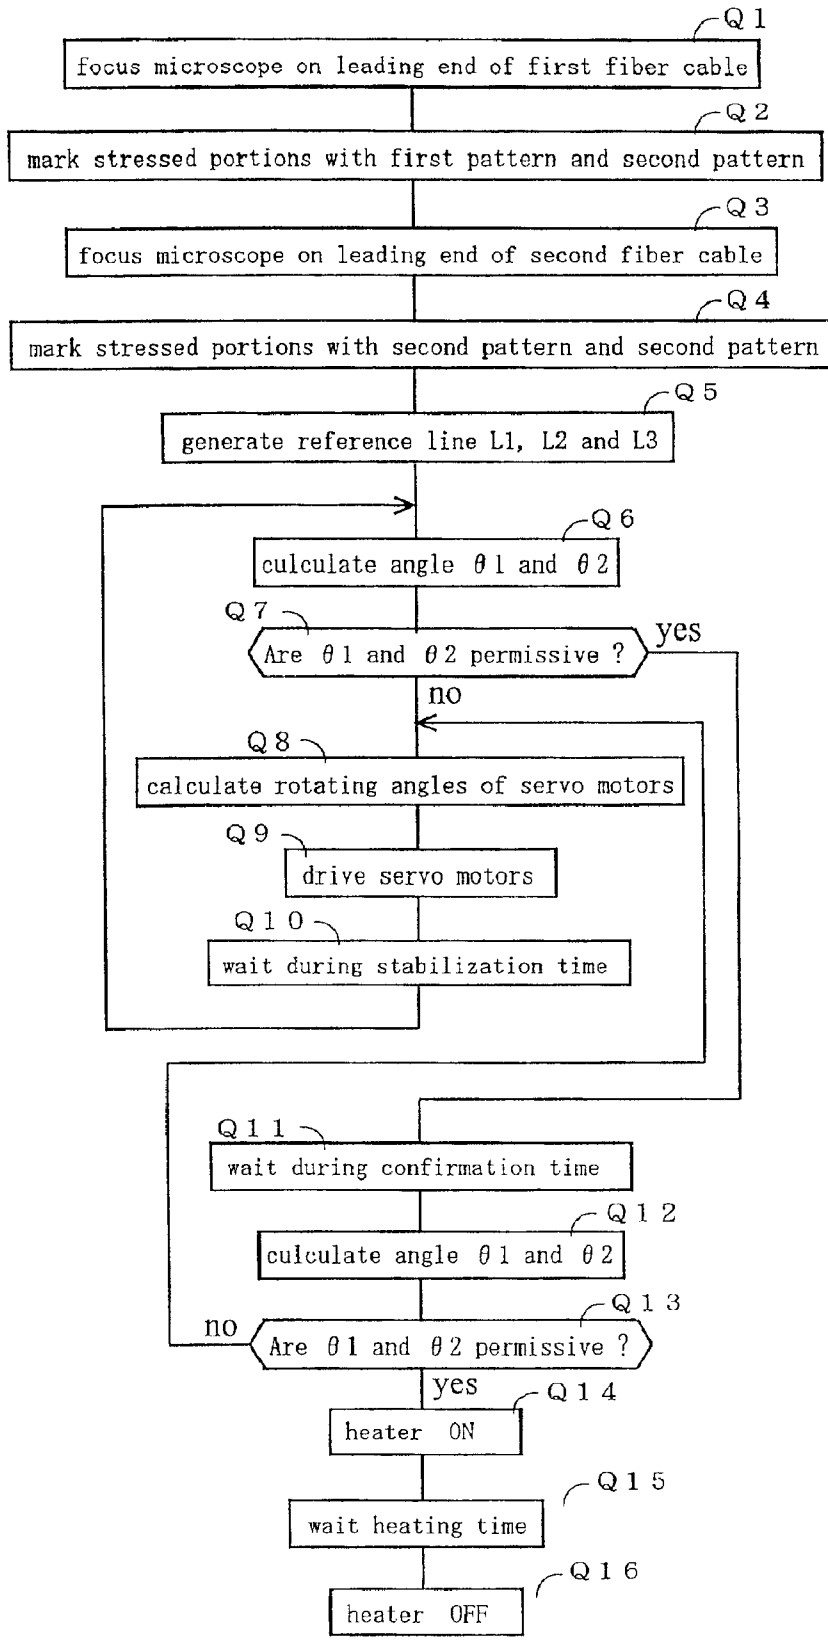 Q1
focus microscope on leading end of first fiber cable
Q2
mark stressed portions with first pattern and second pattern
Q3
focus microscope on leading end of second fiber cable
Q4
mark stressed portions with second pattern and second pattern
Q5
generate reference line L1, L2 and L3
Q6
culculate angle θ1 and θ2
Q7
Are θ1 and θ2 permissive ?
yes
no
Q8
calculate rotating angles of servo motors
Q9
drive servo motors
Q10
wait during stabilization time
Q11
wait during confirmation time
Q12
culculate angle θ1 and θ2
Q13
no
Are θ1 and θ2 permissive ?
yes
Q14
heater ON
Q15
wait heating time
Q16
heater OFF